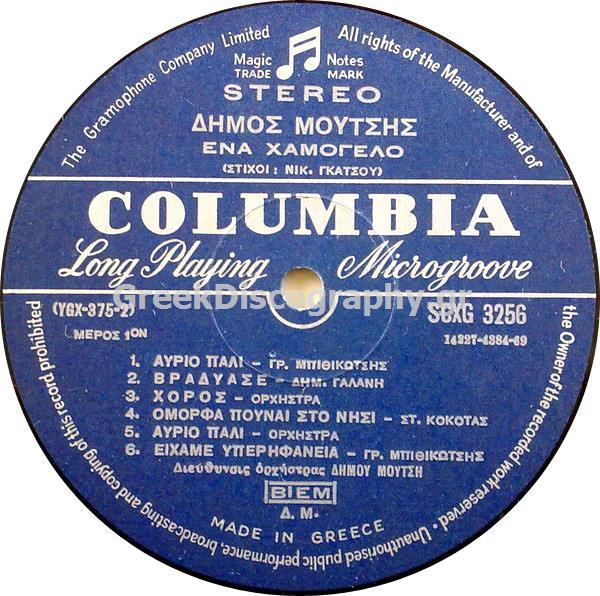 The Gramophone Company Limited
All rights of the Manufacturer and of
the Owner of the recorded work reserved · Unauthorised public performance, broadcasting and copying of this record prohibited
Magic Notes
TRADE MARK
STEREO
ΔΗΜΟΣ ΜΟΥΤΣΗΣ
ΕΝΑ ΧΑΜΟΓΕΛΟ
(ΣΤΙΧΟΙ: ΝΙΚ. ΓΚΑΤΣΟΥ)
COLUMBIA
Long Playing Microgroove
GreekDiscography.gr
(YGX-375-2) SCXG 3256
ΜΕΡΟΣ 1ΟΝ 14227-4384-69
1. ΑΥΡΙΟ ΠΑΛΙ – ΓΡ. ΜΠΙΘΙΚΩΤΣΗΣ
2. ΒΡΑΔΥΑΣΕ – ΔΗΜ. ΓΑΛΑΝΗ
3. ΧΟΡΟΣ – ΟΡΧΗΣΤΡΑ
4. ΟΜΟΡΦΑ ΠΟΥΝΑΙ ΣΤΟ ΝΗΣΙ – ΣΤ. ΚΟΚΟΤΑΣ
5. ΑΥΡΙΟ ΠΑΛΙ – ΟΡΧΗΣΤΡΑ
6. ΕΙΧΑΜΕ ΥΠΕΡΗΦΑΝΕΙΑ – ΓΡ. ΜΠΙΘΙΚΩΤΣΗΣ
Διεύθυνσις ὀρχήστρας ΔΗΜΟΥ ΜΟΥΤΣΗ
BIEM
Δ. Μ.
MADE IN GREECE